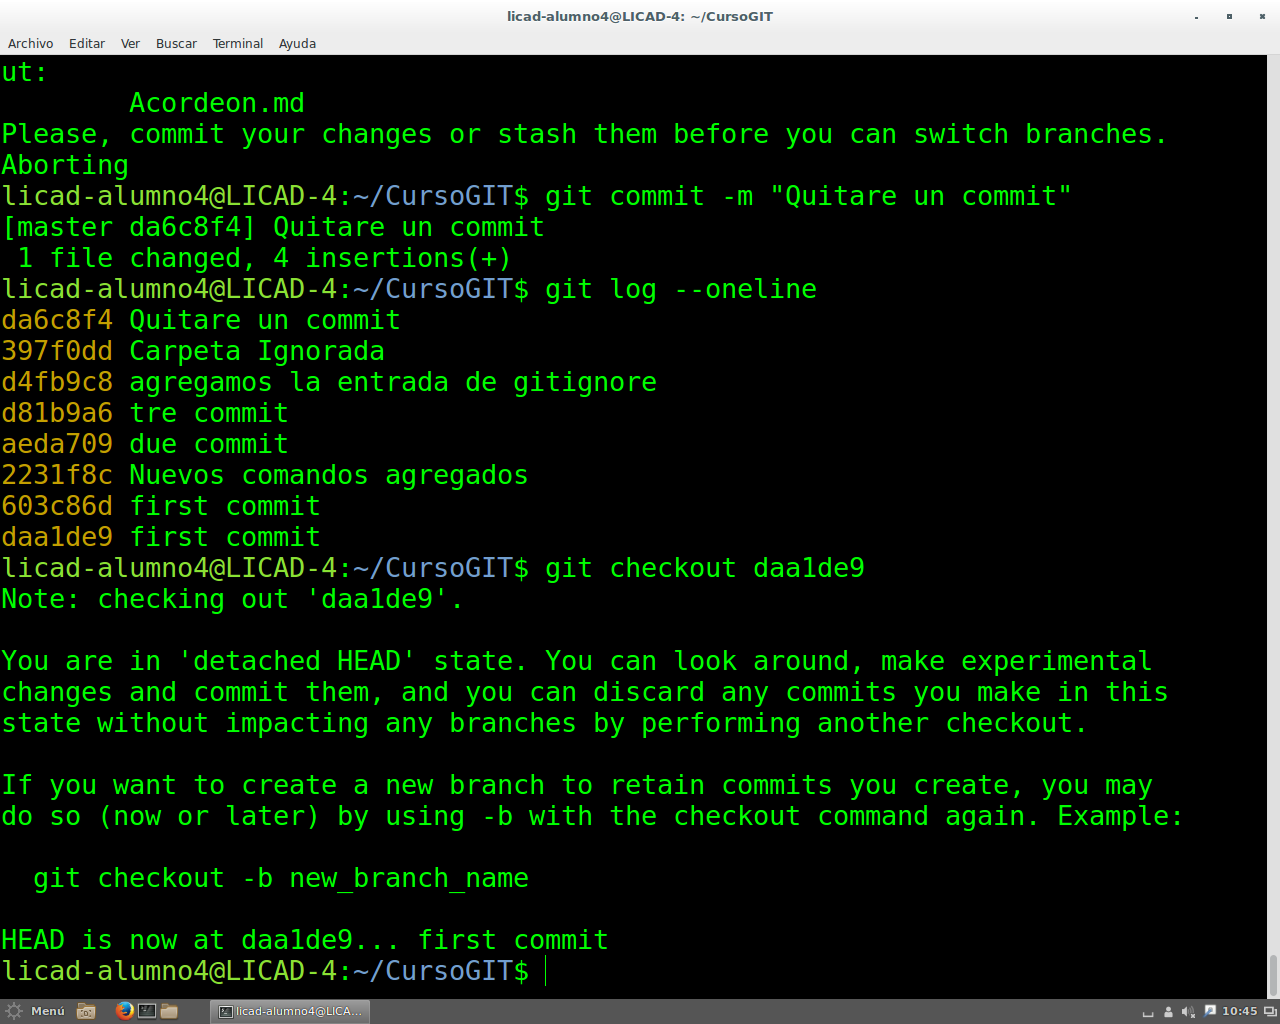 licad-alumno4@LICAD-4: ~/CursoGIT
Archivo Editar Ver Buscar Terminal Ayuda
ut:
        Acordeon.md
Please, commit your changes or stash them before you can switch branches.
Aborting
licad-alumno4@LICAD-4:~/CursoGIT$ git commit -m "Quitare un commit"
[master da6c8f4] Quitare un commit
 1 file changed, 4 insertions(+)
licad-alumno4@LICAD-4:~/CursoGIT$ git log --oneline
da6c8f4 Quitare un commit
397f0dd Carpeta Ignorada
d4fb9c8 agregamos la entrada de gitignore
d81b9a6 tre commit
aeda709 due commit
2231f8c Nuevos comandos agregados
603c86d first commit
daa1de9 first commit
licad-alumno4@LICAD-4:~/CursoGIT$ git checkout daa1de9
Note: checking out 'daa1de9'.

You are in 'detached HEAD' state. You can look around, make experimental
changes and commit them, and you can discard any commits you make in this
state without impacting any branches by performing another checkout.

If you want to create a new branch to retain commits you create, you may
do so (now or later) by using -b with the checkout command again. Example:

  git checkout -b new_branch_name

HEAD is now at daa1de9... first commit
licad-alumno4@LICAD-4:~/CursoGIT$
Menú licad-alumno4@LICA... 10:45